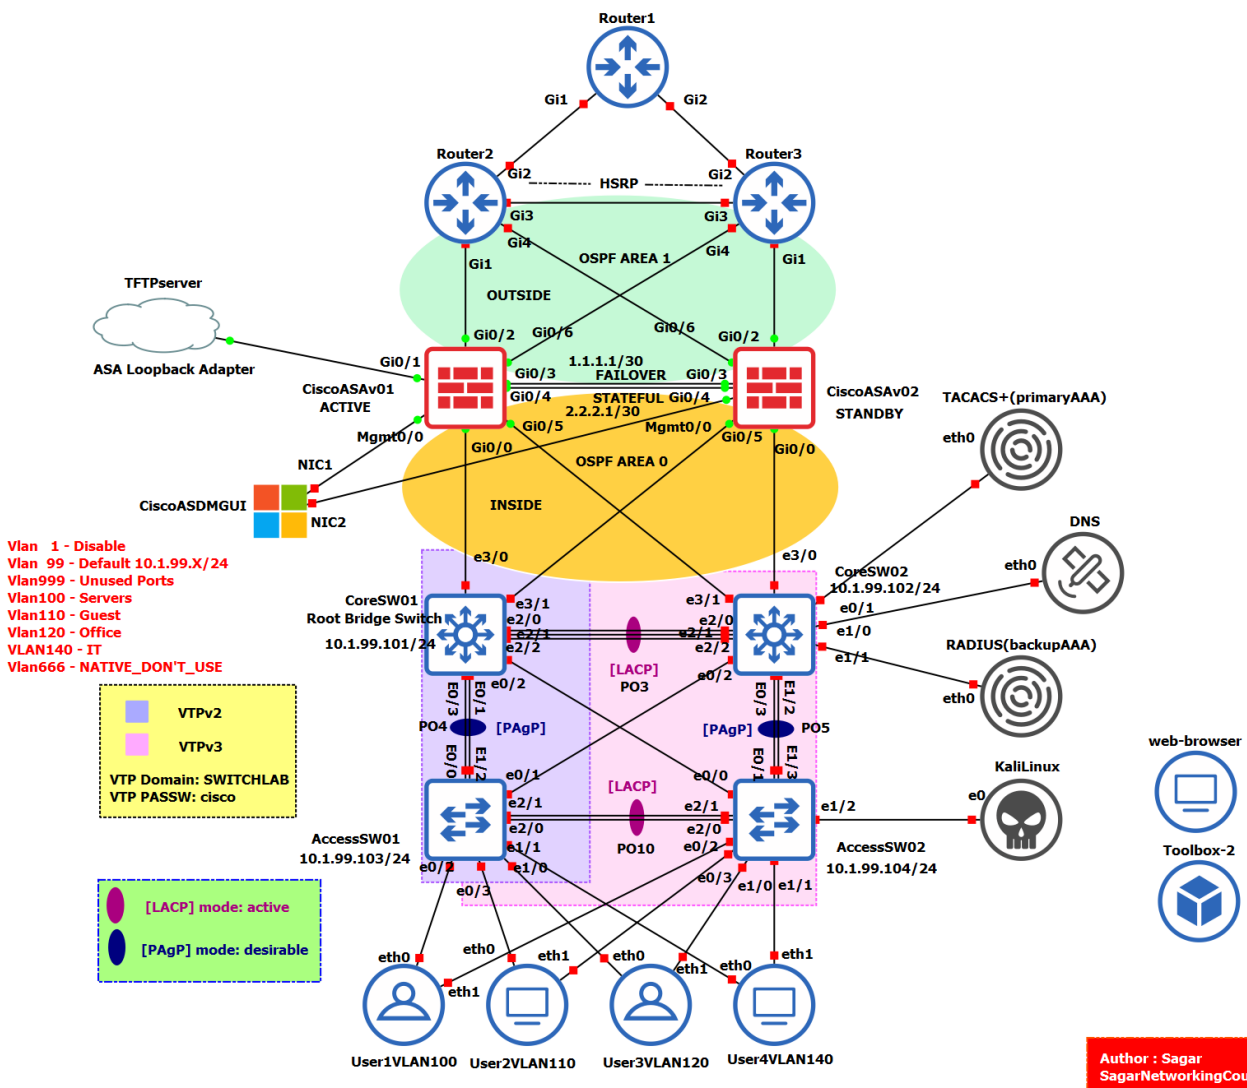 Router1
Gi1
Gi2
Router2
Router3
Gi2
HSRP
Gi2
Gi3
Gi3
Gi4
Gi4
Gi1
OSPF AREA 1
Gi1
TFTPserver
OUTSIDE
Gi0/2
Gi0/6
Gi0/6
Gi0/2
ASA Loopback Adapter
Gi0/1
1.1.1.1/30
Gi0/3
FAILOVER
Gi0/3
CiscoASAv01
ACTIVE
Gi0/4
STATEFUL
Gi0/4
2.2.2.1/30
CiscoASAv02
STANDBY
TACACS+(primaryAAA)
eth0
Mgmt0/0
Gi0/5
Mgmt0/0
Gi0/5
Gi0/0
Gi0/0
NIC1
OSPF AREA 0
CiscoASDMGUI
NIC2
INSIDE
DNS
eth0
Vlan 1 - Disable
Vlan 99 - Default 10.1.99.X/24
Vlan999 - Unused Ports
Vlan100 - Servers
Vlan110 - Guest
Vlan120 - Office
VLAN140 - IT
Vlan666 - NATIVE_DON'T_USE
e3/0
e3/0
CoreSW01
Root Bridge Switch
10.1.99.101/24
e3/1
e2/0
e2/1
e2/2
e3/1
e2/0
e2/1
e2/2
CoreSW02
10.1.99.102/24
e0/1
e1/0
e1/1
RADIUS(backupAAA)
eth0
[LACP]
PO3
e0/2
e0/2
E0/3
E0/1
E0/3
E1/2
PO4
[PAgP]
[PAgP]
PO5
E0/0
E1/2
E0/1
E1/3
VTPv2
VTPv3
VTP Domain: SWITCHLAB
VTP PASSW: cisco
e0/1
e0/0
[LACP]
e2/1
e2/1
e2/0
e2/0
PO10
e1/2
KaliLinux
e0
web-browser
Toolbox-2
AccessSW01
10.1.99.103/24
e1/1
e0/2
e1/0
e0/2
e0/3
e0/3
e1/0
e1/1
AccessSW02
10.1.99.104/24
[LACP] mode: active
[PAgP] mode: desirable
eth0
eth1
eth0
eth1
eth0
eth1
eth0
eth1
User1VLAN100
User2VLAN110
User3VLAN120
User4VLAN140
Author : Sagar